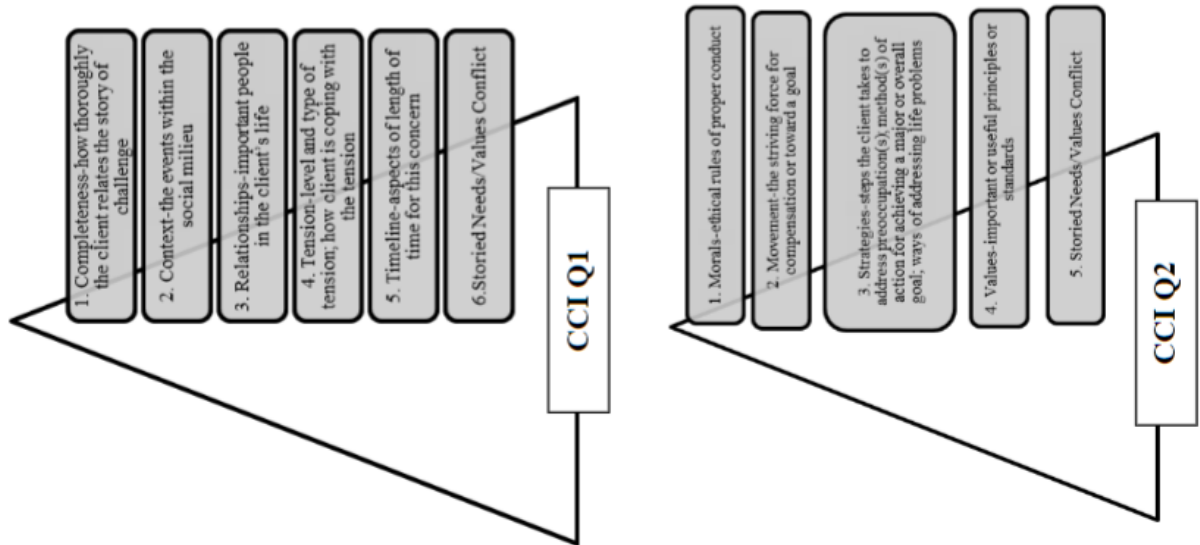 1. Completeness-how thoroughly
the client relates the story of
challenge
2. Context-the events within the
social milieu
3. Relationships-important people
in the client's life
4. Tension-level and type of
tension; how client is coping with
the tension
5. Timeline-aspects of length of
time for this concern
6.Storied Needs/Values Conflict
CCI Q1
1. Morals-ethical rules of proper conduct
2. Movement-the striving force for
compensation or toward a goal
3. Strategies-steps the client takes to
address preoccupation(s); method(s) of
action for achieving a major or overall
goal; ways of addressing life problems
4. Values-important or useful principles or
standards
5. Storied Needs/Values Conflict
CCI Q2